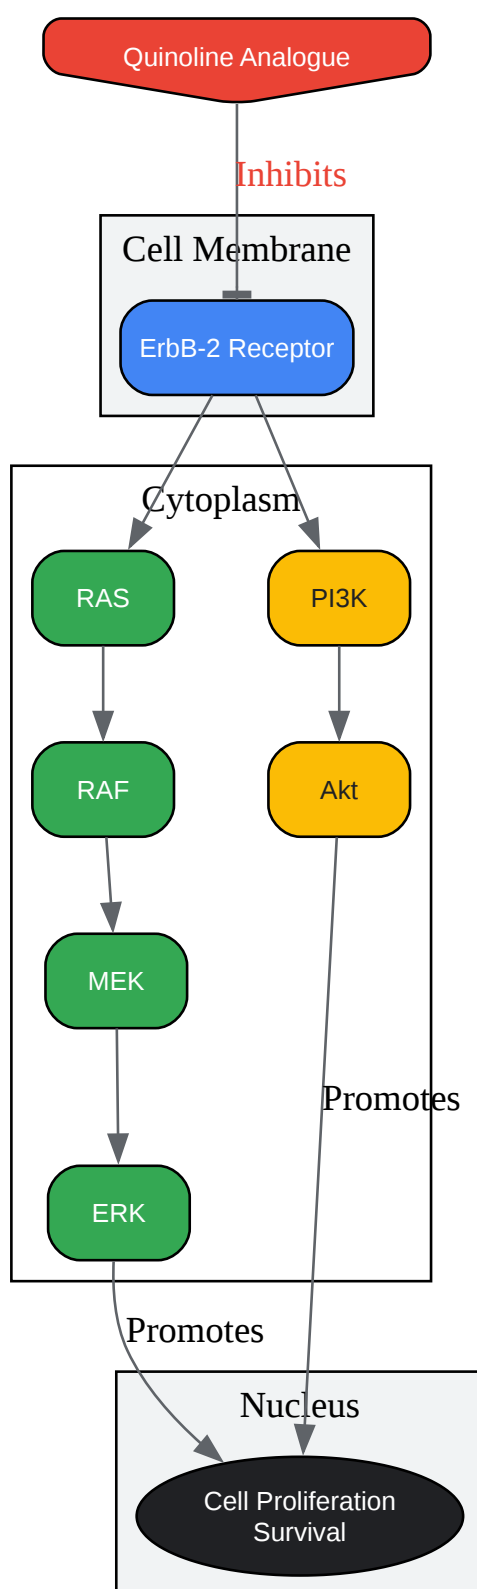 Quinoline Analogue
Inhibits
Cell Membrane
ErbB-2 Receptor
Cytoplasm
RAS
PI3K
RAF
Akt
MEK
Promotes
ERK
Promotes
Nucleus
Cell Proliferation
Survival